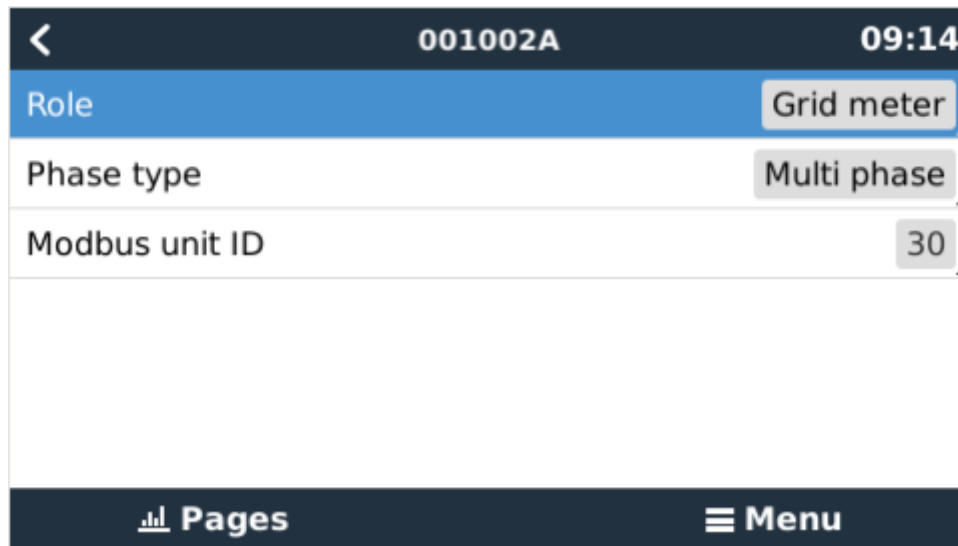 001002A 09:14
Role Grid meter
Phase type Multi phase
Modbus unit ID 30
Pages Menu